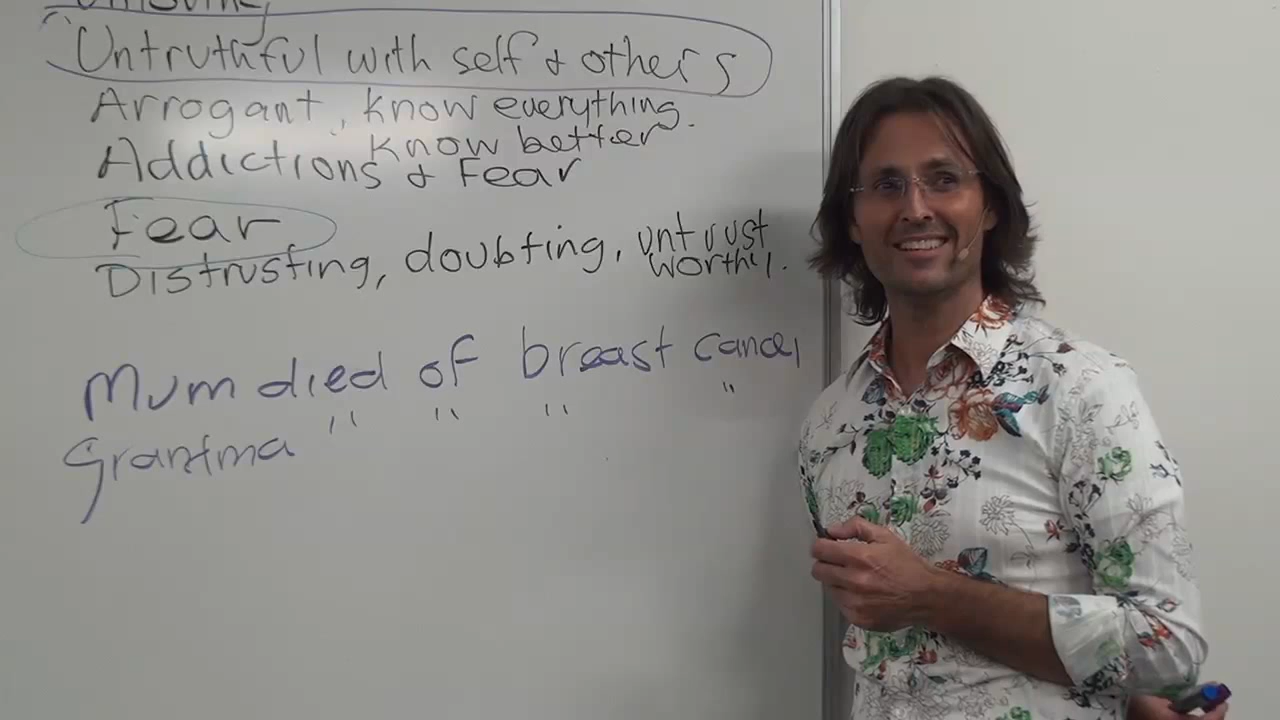 Untruthful with self & others
Arrogant, know everything.
know better
Addictions & Fear
Fear
Distrusting, doubting, untrust
worthy.
Mum died of breast cancer
Grantma " " " "